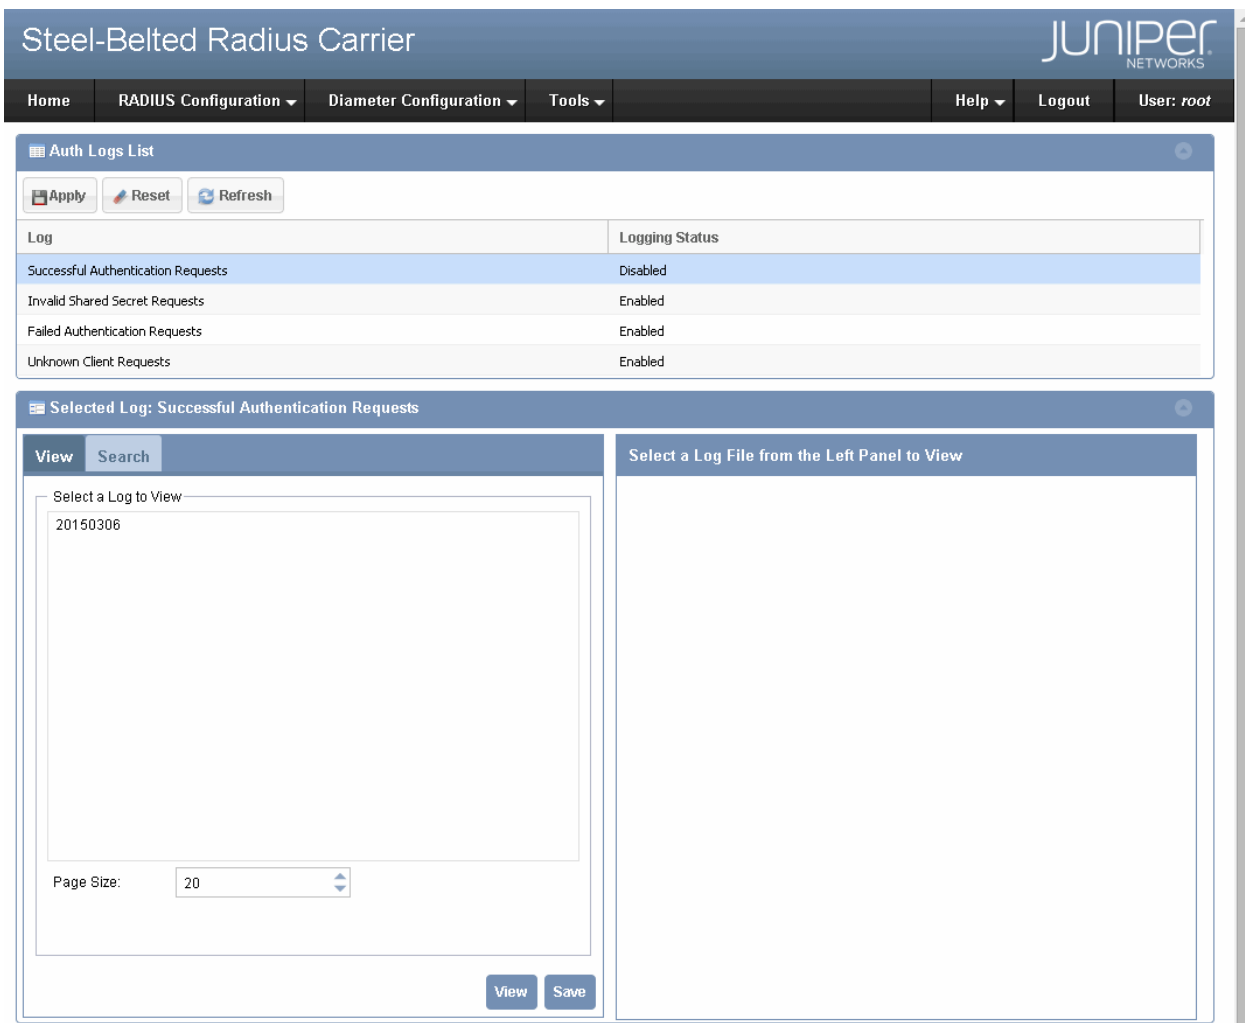 Steel-Belted Radius Carrier
JUNIPER
NETWORKS
Home RADIUS Configuration Diameter Configuration Tools Help Logout User: root
Auth Logs List
Apply Reset Refresh
Log Logging Status
Successful Authentication Requests Disabled
Invalid Shared Secret Requests Enabled
Failed Authentication Requests Enabled
Unknown Client Requests Enabled
Selected Log: Successful Authentication Requests
View Search Select a Log File from the Left Panel to View
Select a Log to View
20150306
Page Size: 20
View Save